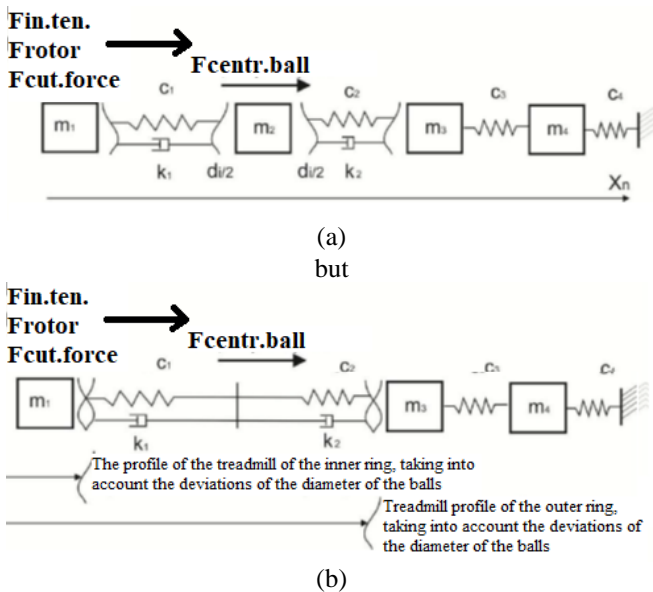 Fin.ten.
Frotor
Fcut.force
Fcentr.ball
c₁ c₂ c₃ c₄
m₁ m₂ m₃ m₄
k₁ di/2 di/2 k₂
Xn
(a)
but
Fin.ten.
Frotor
Fcut.force
Fcentr.ball
c₁ c₂ c₃ c₄
m₁ m₃ m₄
k₁ k₂
The profile of the treadmill of the inner ring, taking into
account the deviations of the diameter of the balls
Treadmill profile of the outer ring,
taking into account the deviations of
the diameter of the balls
(b)